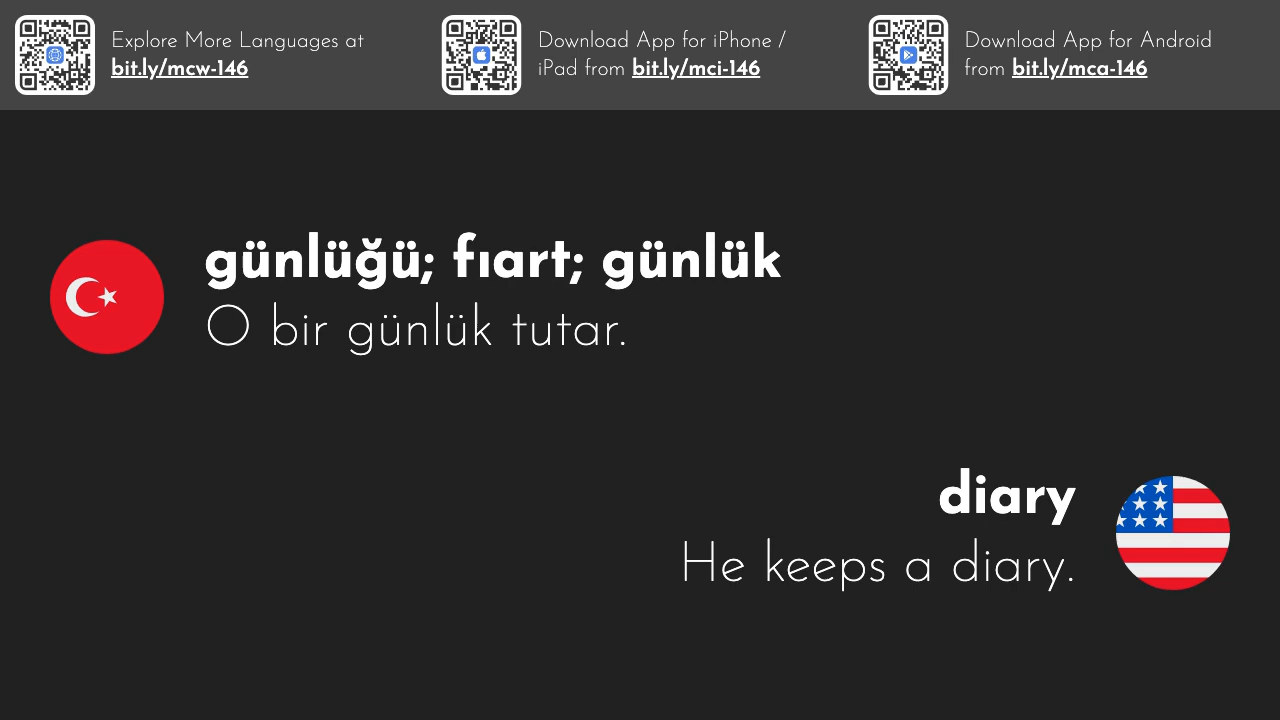 Explore More Languages at
bit.ly/mcw-146
Download App for iPhone /
iPad from bit.ly/mci-146
Download App for Android
from bit.ly/mca-146
günlüğü; fıart; günlük
O bir günlük tutar.
diary
He keeps a diary.